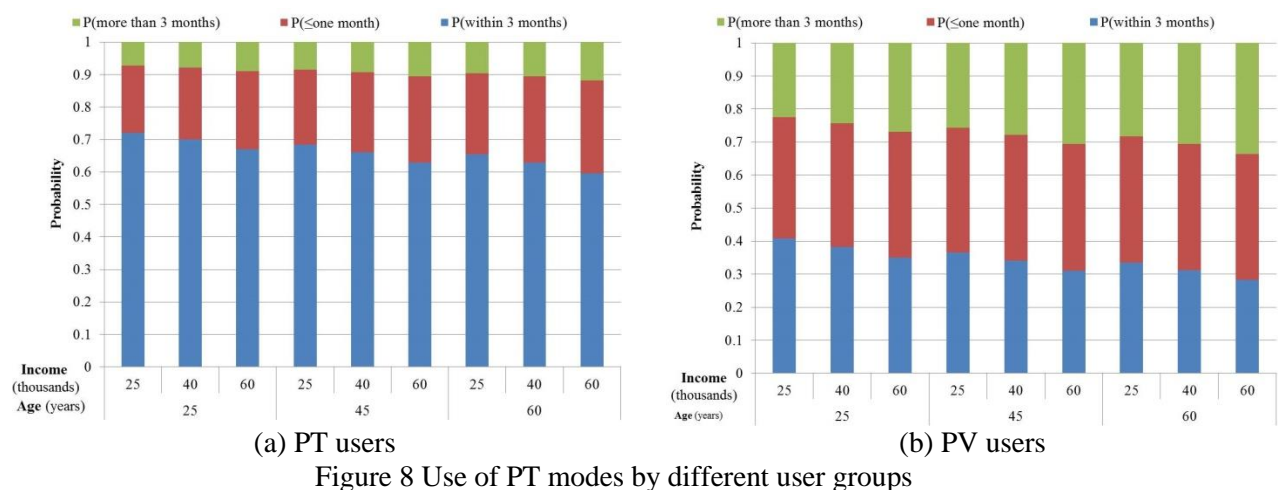 P(more than 3 months) P(≤one month) P(within 3 months)
1
0.9
0.8
0.7
0.6
0.5
0.4
0.3
0.2
0.1
0
Probability
Income (thousands) 25 40 60 25 40 60 25 40 60
Age (years) 25 45 60
(a) PT users
P(more than 3 months) P(≤one month) P(within 3 months)
1
0.9
0.8
0.7
0.6
0.5
0.4
0.3
0.2
0.1
0
Probability
Income (thousands) 25 40 60 25 40 60 25 40 60
Age (years) 25 45 60
(b) PV users
Figure 8 Use of PT modes by different user groups